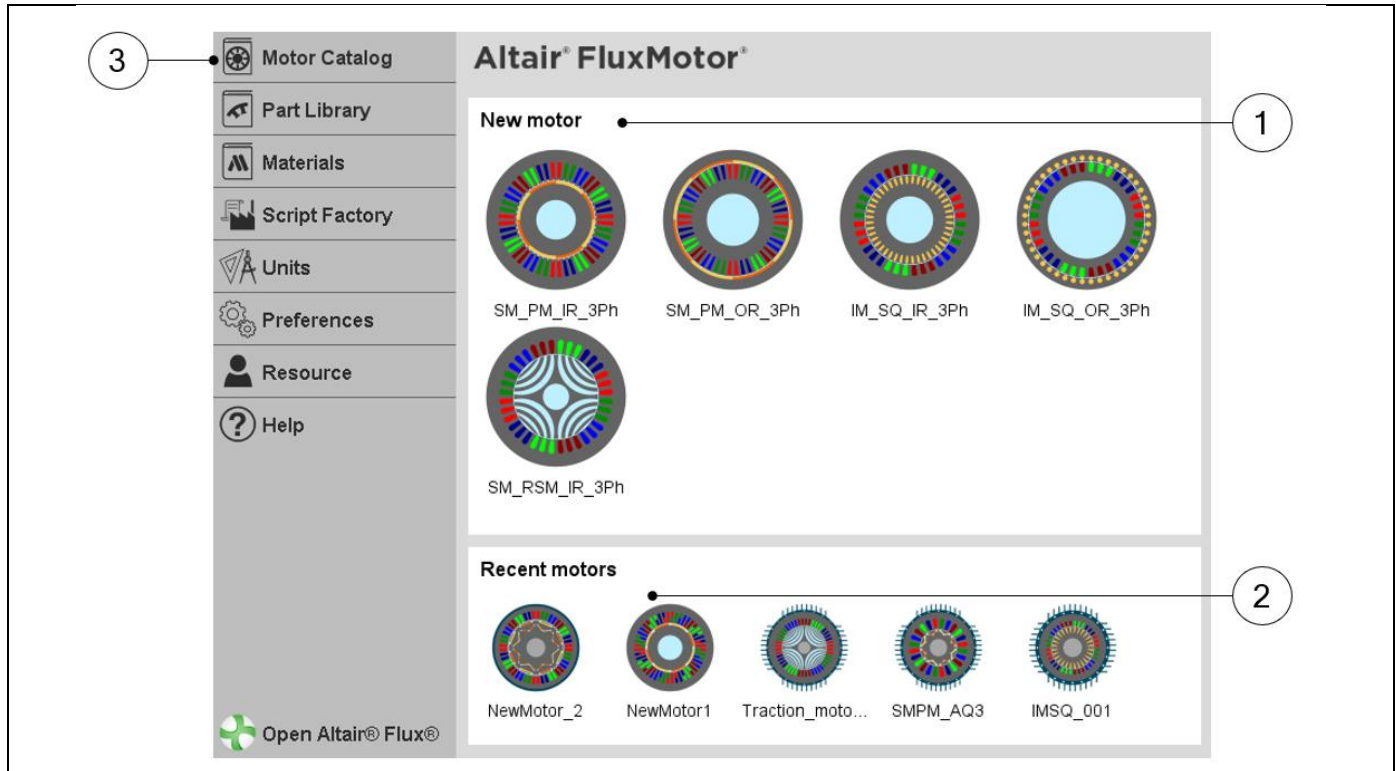 3
Motor Catalog
Part Library
Materials
Script Factory
Units
Preferences
Resource
Help
Open Altair® Flux®
Altair® FluxMotor®
New motor
1
SM_PM_IR_3Ph SM_PM_OR_3Ph IM_SQ_IR_3Ph IM_SQ_OR_3Ph
SM_RSM_IR_3Ph
Recent motors
2
NewMotor_2 NewMotor1 Traction_moto... SMPM_AQ3 IMSQ_001